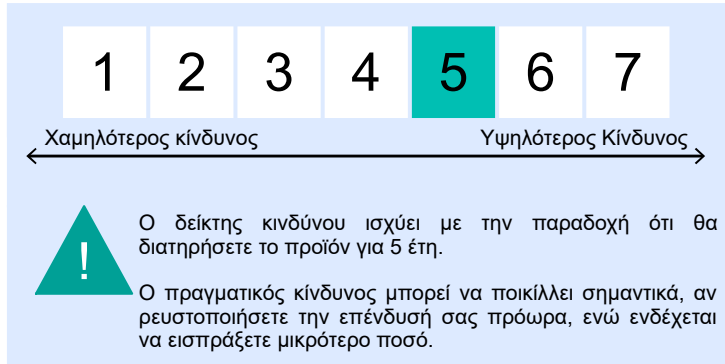 1 2 3 4 5 6 7
Χαμηλότερος κίνδυνος Υψηλότερος Κίνδυνος
!
Ο δείκτης κινδύνου ισχύει με την παραδοχή ότι θα
διατηρήσετε το προϊόν για 5 έτη.
Ο πραγματικός κίνδυνος μπορεί να ποικίλλει σημαντικά, αν
ρευστοποιήσετε την επένδυσή σας πρόωρα, ενώ ενδέχεται
να εισπράξετε μικρότερο ποσό.